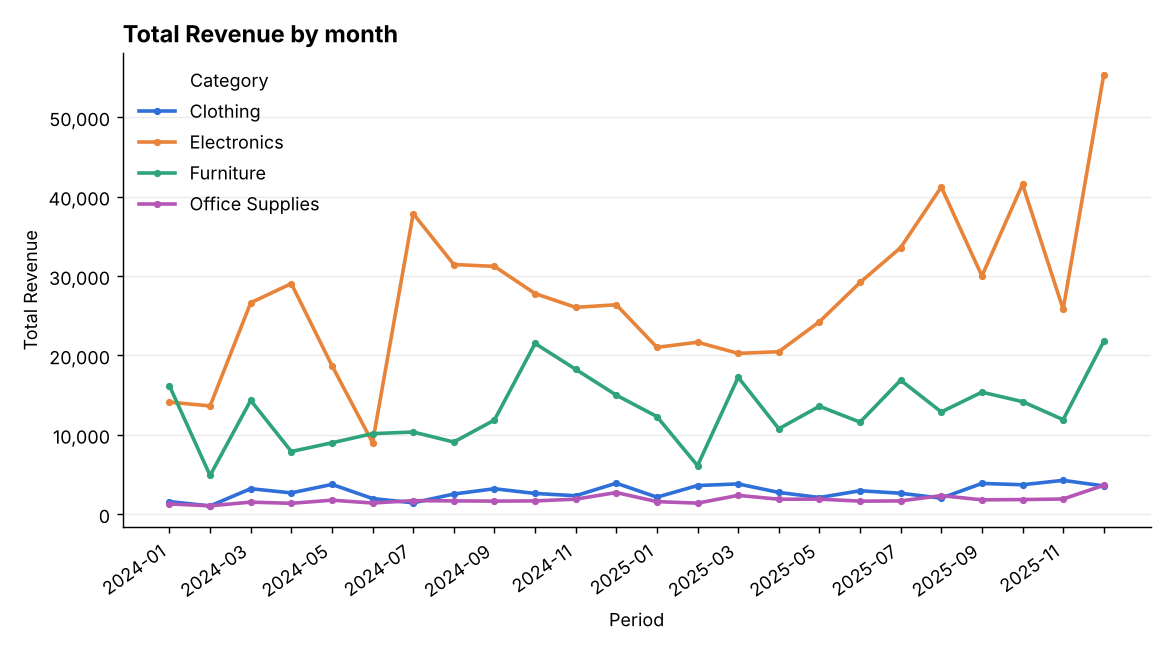 Total Revenue by month
Category
Clothing
Electronics
Furniture
Office Supplies
Total Revenue
50,000
40,000
30,000
20,000
10,000
0
2024-01
2024-03
2024-05
2024-07
2024-09
2024-11
2025-01
2025-03
2025-05
2025-07
2025-09
2025-11
Period